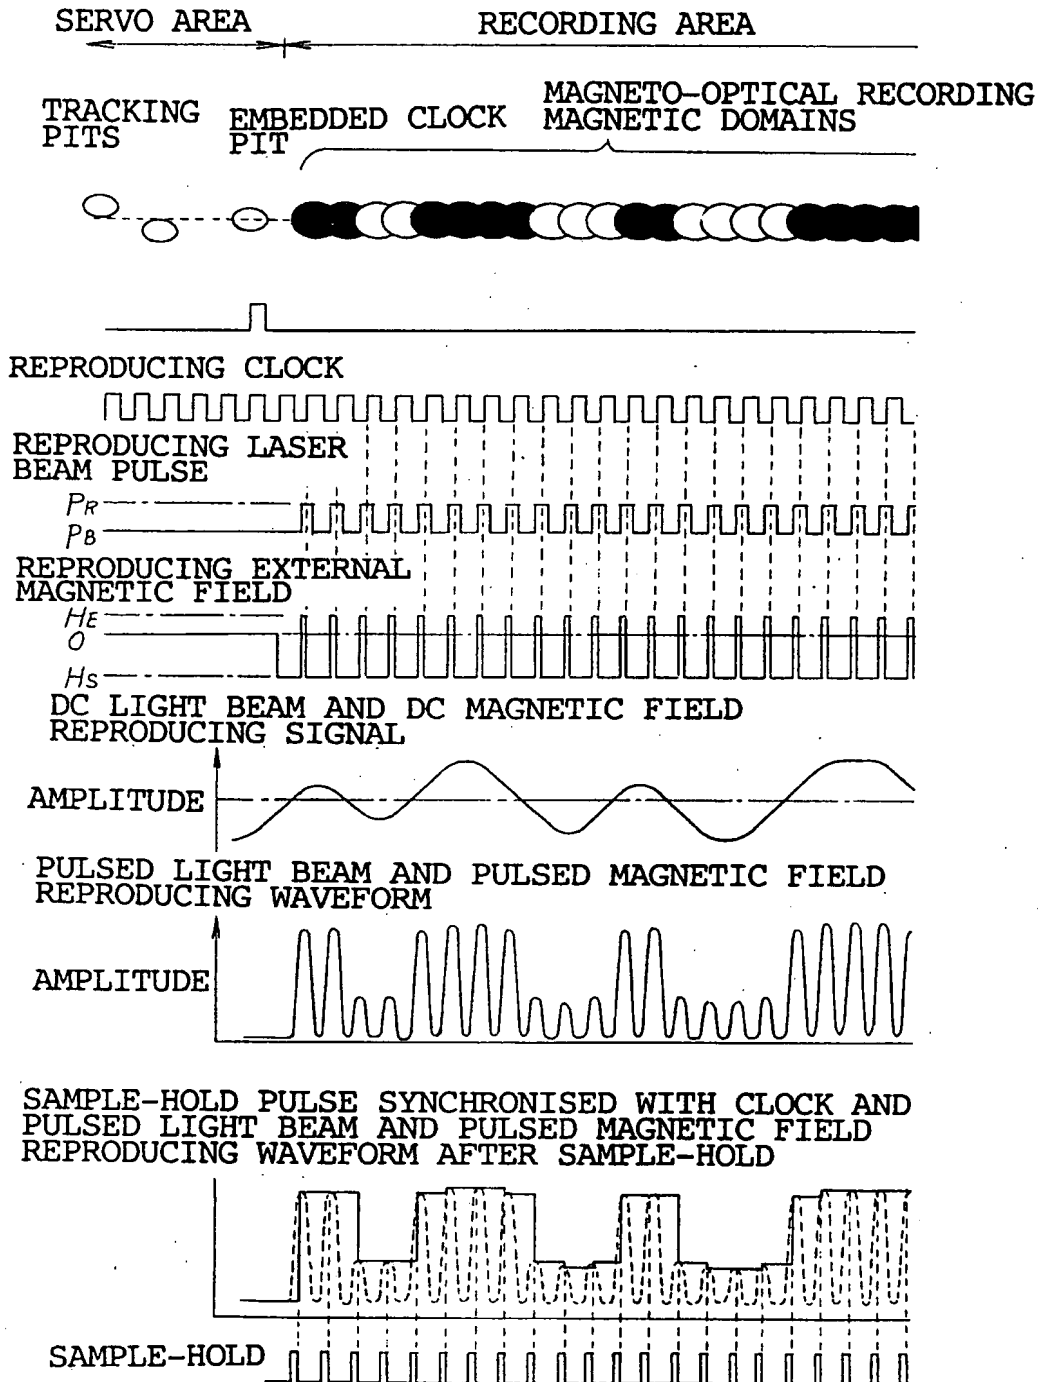 SERVO AREA
RECORDING AREA
TRACKING
PITS
EMBEDDED CLOCK
PIT
MAGNETO-OPTICAL RECORDING
MAGNETIC DOMAINS
REPRODUCING CLOCK
REPRODUCING LASER
BEAM PULSE
PR
PB
REPRODUCING EXTERNAL
MAGNETIC FIELD
HE
O
HS
DC LIGHT BEAM AND DC MAGNETIC FIELD
REPRODUCING SIGNAL
AMPLITUDE
PULSED LIGHT BEAM AND PULSED MAGNETIC FIELD
REPRODUCING WAVEFORM
AMPLITUDE
SAMPLE-HOLD PULSE SYNCHRONISED WITH CLOCK AND
PULSED LIGHT BEAM AND PULSED MAGNETIC FIELD
REPRODUCING WAVEFORM AFTER SAMPLE-HOLD
SAMPLE-HOLD